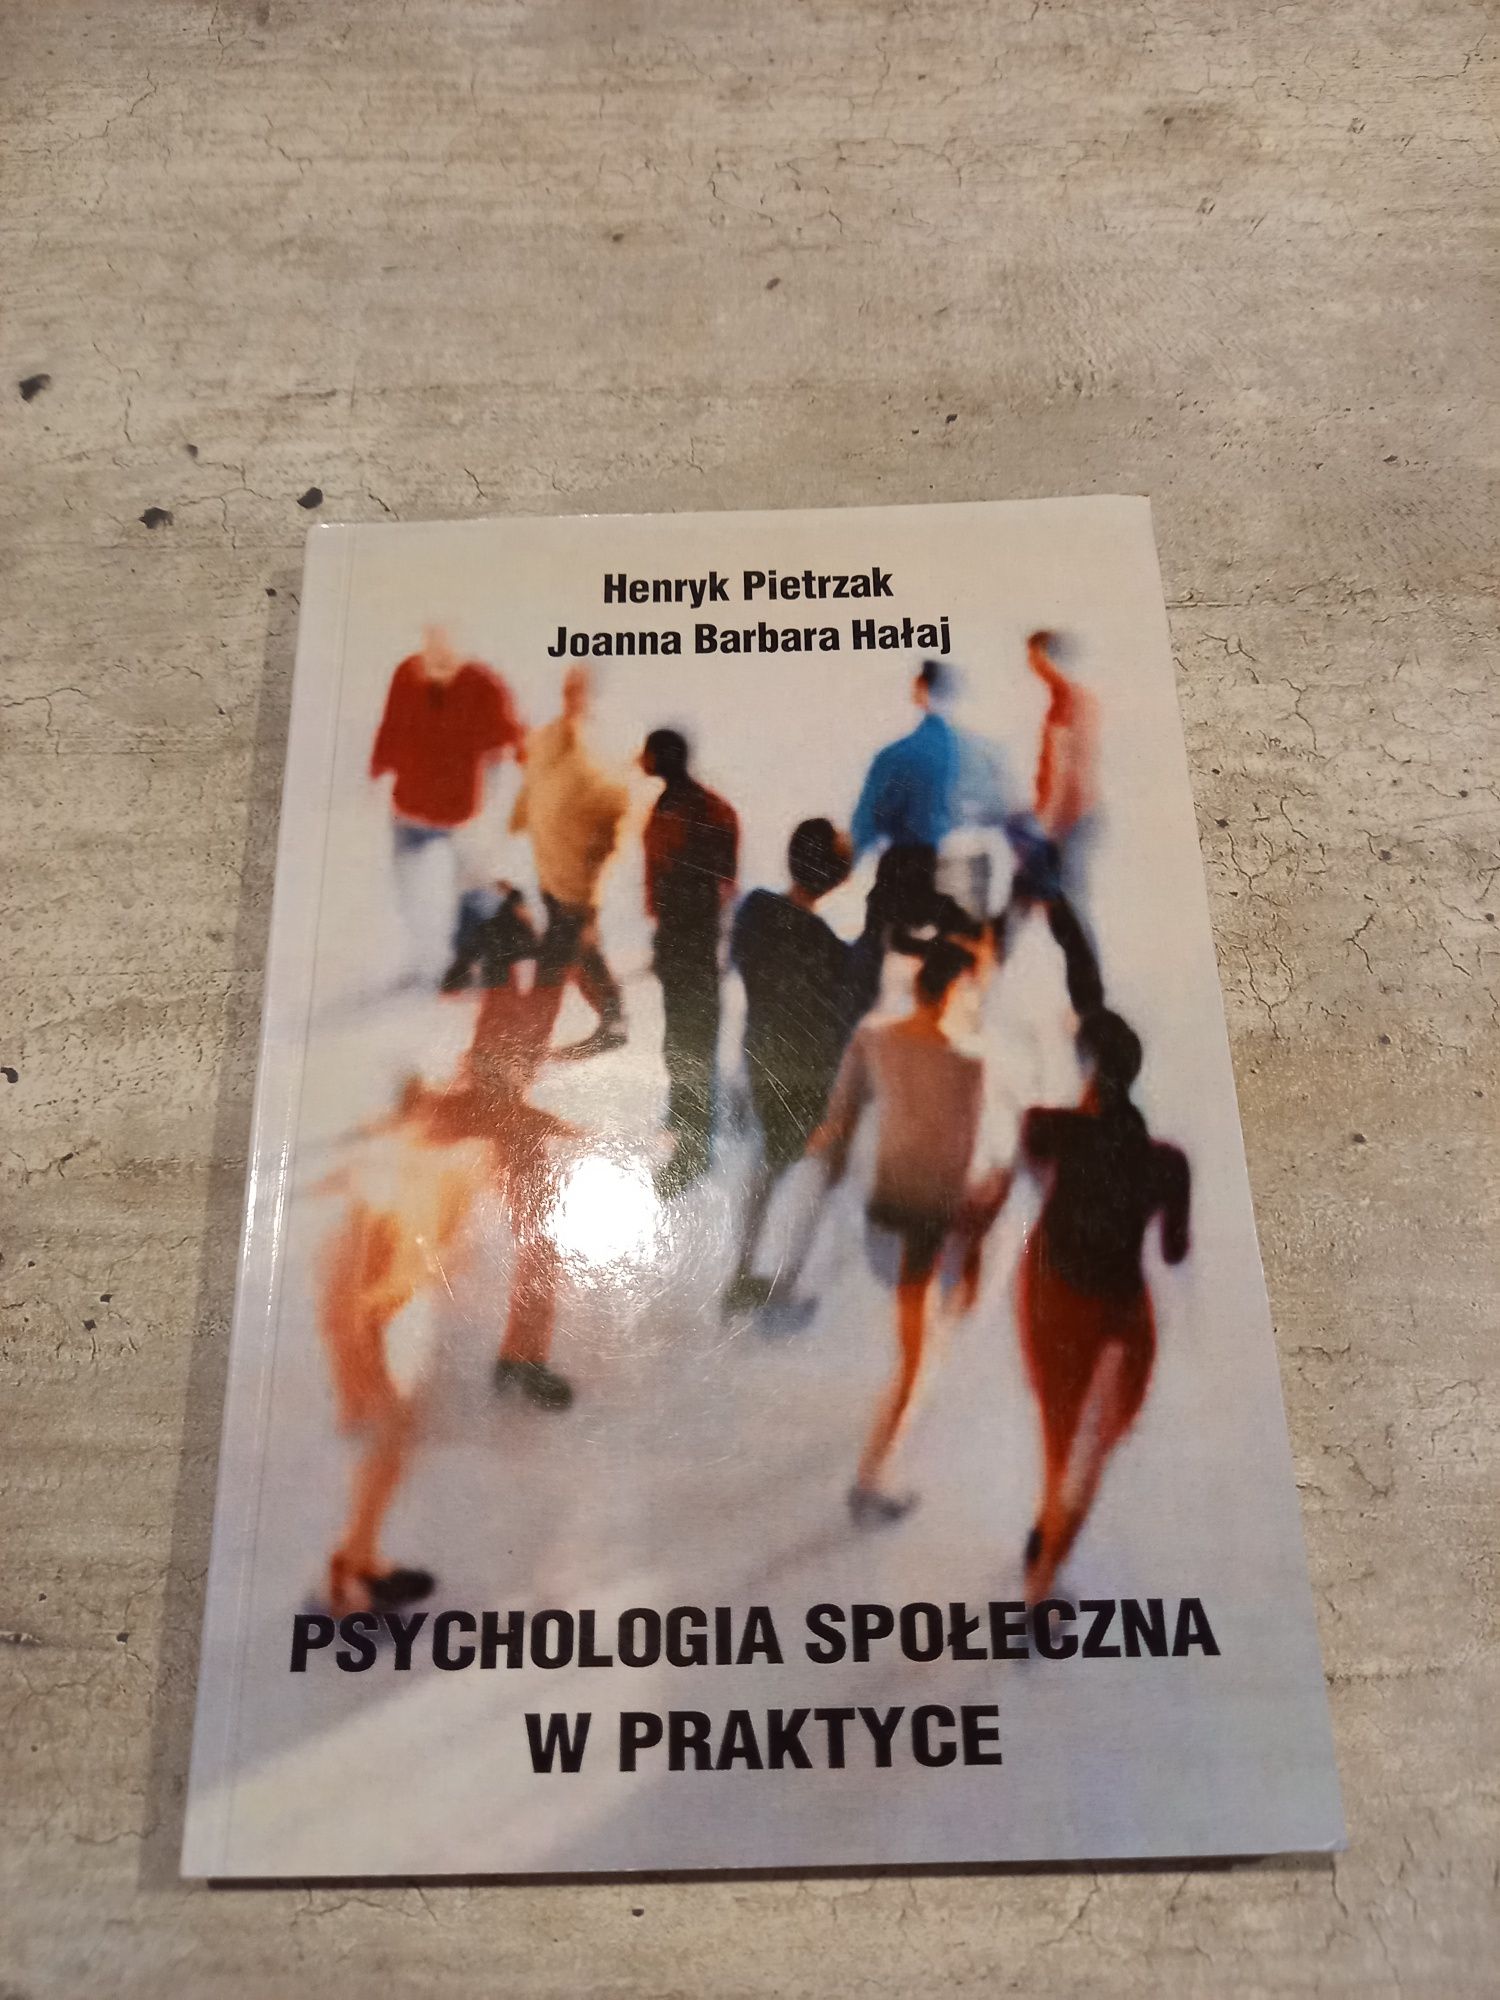 Henryk Pietrzak
Joanna Barbara Hałaj
PSYCHOLOGIA SPOŁECZNA
W PRAKTYCE